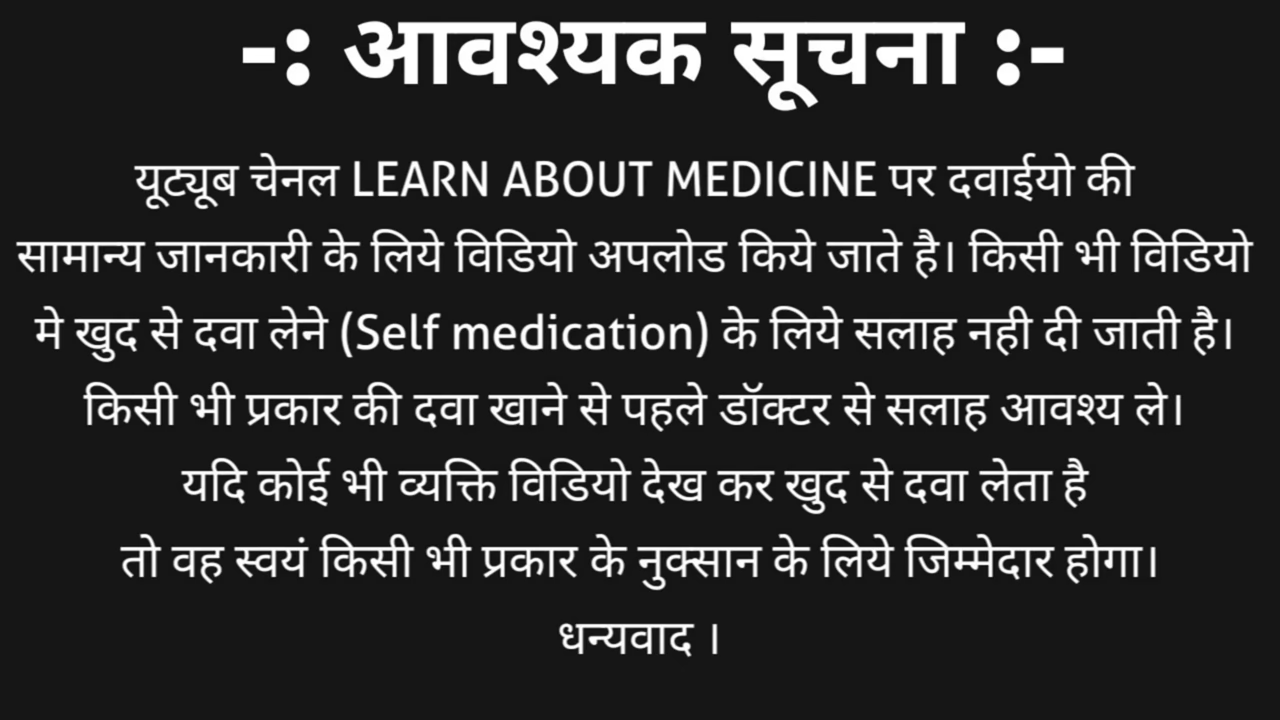 -: आवश्यक सूचना :-
यूट्यूब चेनल LEARN ABOUT MEDICINE पर दवाईयो की
सामान्य जानकारी के लिये विडियो अपलोड किये जाते है। किसी भी विडियो
मे खुद से दवा लेने (Self medication) के लिये सलाह नही दी जाती है।
किसी भी प्रकार की दवा खाने से पहले डॉक्टर से सलाह आवश्य ले।
यदि कोई भी व्यक्ति विडियो देख कर खुद से दवा लेता है
तो वह स्वयं किसी भी प्रकार के नुक्सान के लिये जिम्मेदार होगा।
धन्यवाद ।